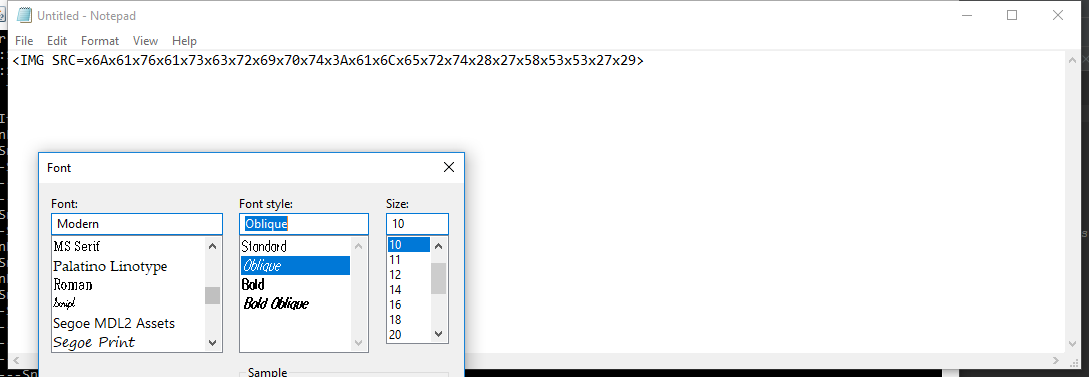 Untitled - Notepad
File Edit Format View Help
<IMG SRC=x6Ax61x76x61x73x63x72x69x70x74x3Ax61x6Cx65x72x74x28x27x58x53x53x27x29>
Font
Font: Font style: Size:
Modern Oblique 10
MS Serif Standard 10
Palatino Linotype Oblique 11
Roman Bold 12
Script Bold Oblique 14
Segoe MDL2 Assets 16
Segoe Print 18
20
Sample